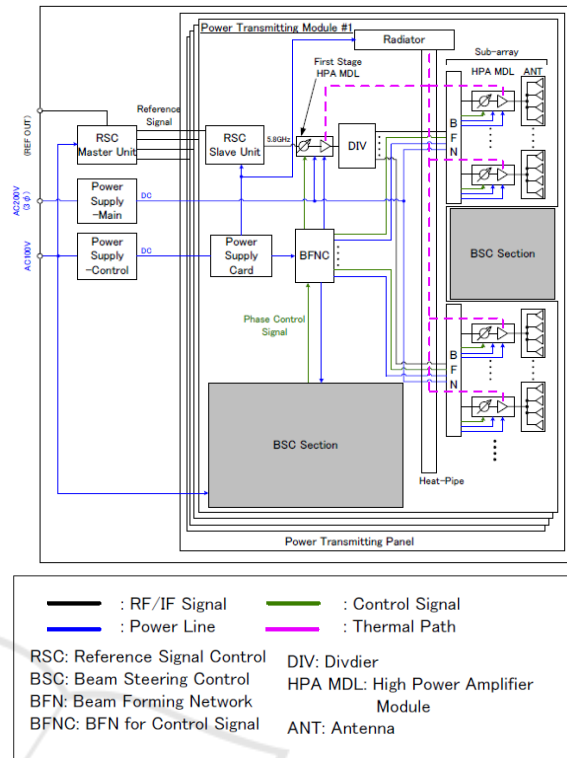 Power Transmitting Module #1
Radiator
Sub-array
First Stage
HPA MDL
HPA MDL
ANT
(REF OUT)
Reference
Signal
RSC
Master Unit
RSC
Slave Unit
5.8GHz
DIV
B
F
N
AC200V
(3φ)
Power
Supply
-Main
DC
AC100V
Power
Supply
-Control
DC
Power
Supply
Card
BFNC
BSC Section
Phase Control
Signal
B
F
N
BSC Section
Heat-Pipe
Power Transmitting Panel
: RF/IF Signal
: Control Signal
: Power Line
: Thermal Path
RSC: Reference Signal Control
BSC: Beam Steering Control
BFN: Beam Forming Network
BFNC: BFN for Control Signal
DIV: Divdier
HPA MDL: High Power Amplifier
Module
ANT: Antenna